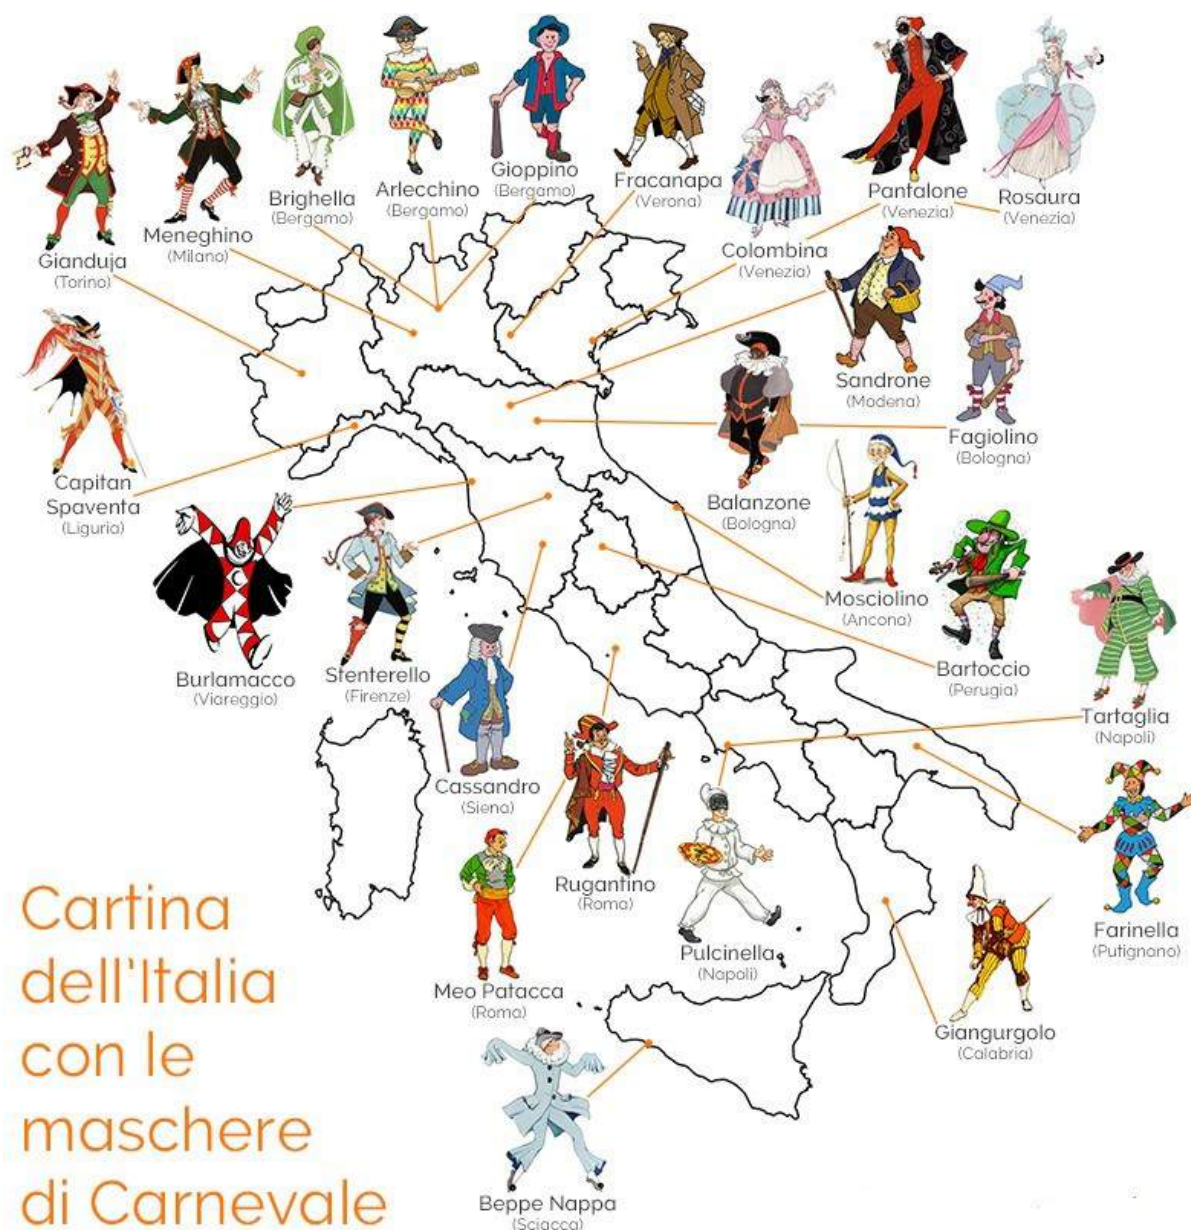 Gianduja
(Torino)
Meneghino
(Milano)
Brighella
(Bergamo)
Arlecchino
(Bergamo)
Gioppino
(Bergamo)
Fracanapa
(Verona)
Colombina
(Venezia)
Pantalone
(Venezia)
Rosaura
(Venezia)
Sandrone
(Modena)
Fagiolino
(Bologna)
Balanzone
(Bologna)
Capitan
Spaventa
(Liguria)
Burlamacco
(Viareggio)
Stenterello
(Firenze)
Mosciolino
(Ancona)
Bartoccio
(Perugia)
Tartaglia
(Napoli)
Cassandro
(Siena)
Rugantino
(Roma)
Pulcinella
(Napoli)
Farinella
(Putignano)
Meo Patacca
(Roma)
Giangurgolo
(Calabria)
Beppe Nappa
(Sciacca)
Cartina
dell'Italia
con le
maschere
di Carnevale